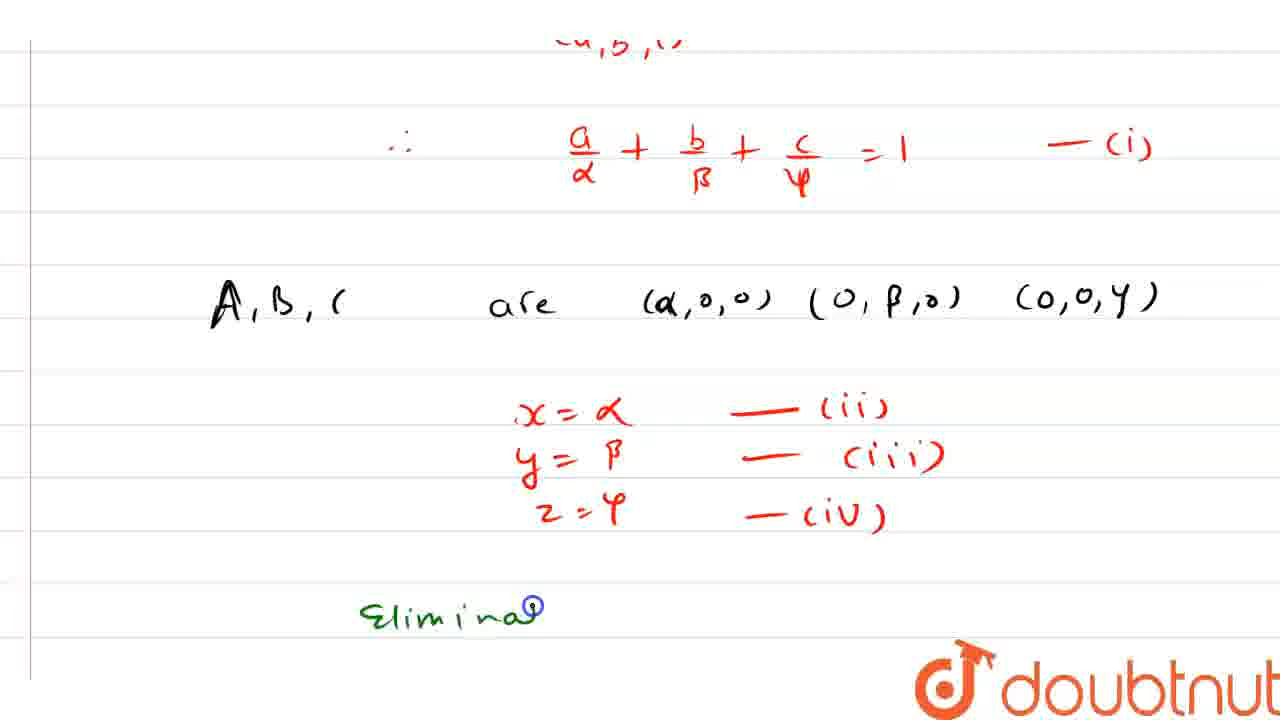 ∴ a/α + b/β + c/γ = 1 — (i)
A, B, C are (α,0,0) (0,β,0) (0,0,γ)
x = α — (ii)
y = β — (iii)
z = γ — (iv)
Elimina
doubtnut